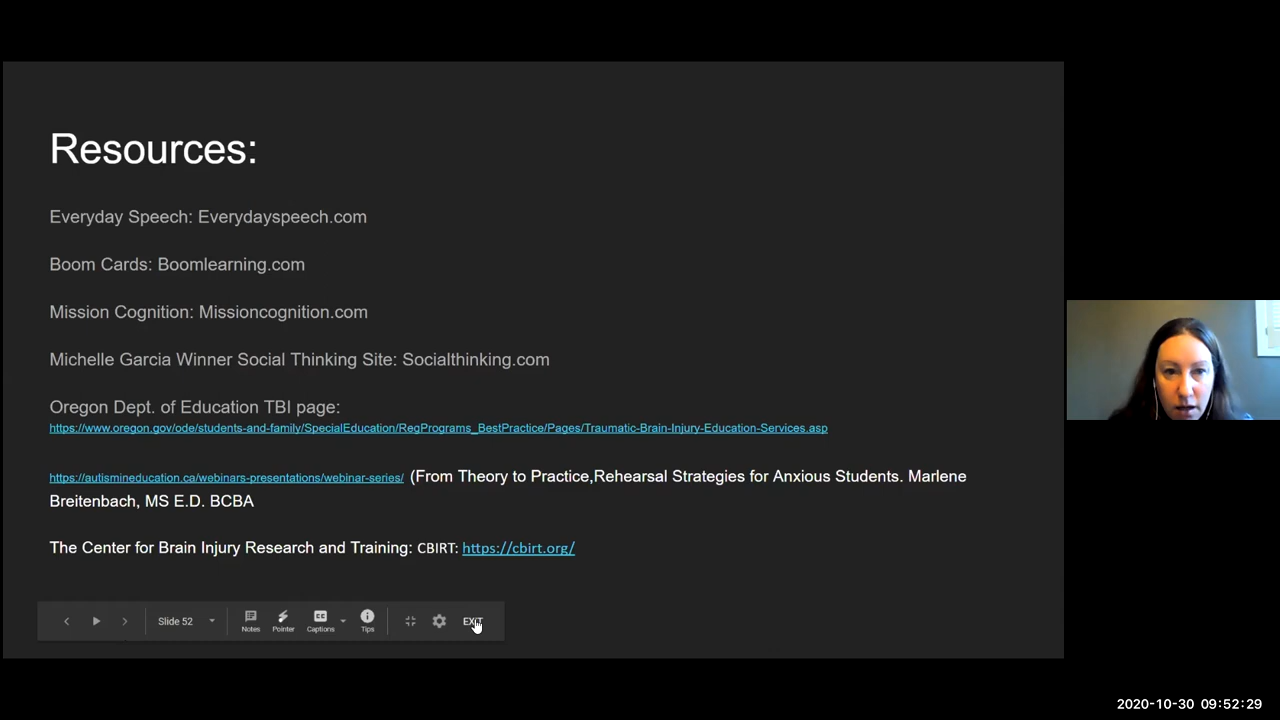 Resources:
Everyday Speech: Everydayspeech.com
Boom Cards: Boomlearning.com
Mission Cognition: Missioncognition.com
Michelle Garcia Winner Social Thinking Site: Socialthinking.com
Oregon Dept. of Education TBI page:
https://www.oregon.gov/ode/students-and-family/SpecialEducation/RegPrograms_BestPractice/Pages/Traumatic-Brain-Injury-Education-Services.asp
https://autismineducation.ca/webinars-presentations/webinar-series/ (From Theory to Practice,Rehearsal Strategies for Anxious Students. Marlene
Breitenbach, MS E.D. BCBA
The Center for Brain Injury Research and Training: CBIRT: https://cbirt.org/
Slide 52 Notes Pointer CC Captions Tips EXIT
2020-10-30 09:52:29